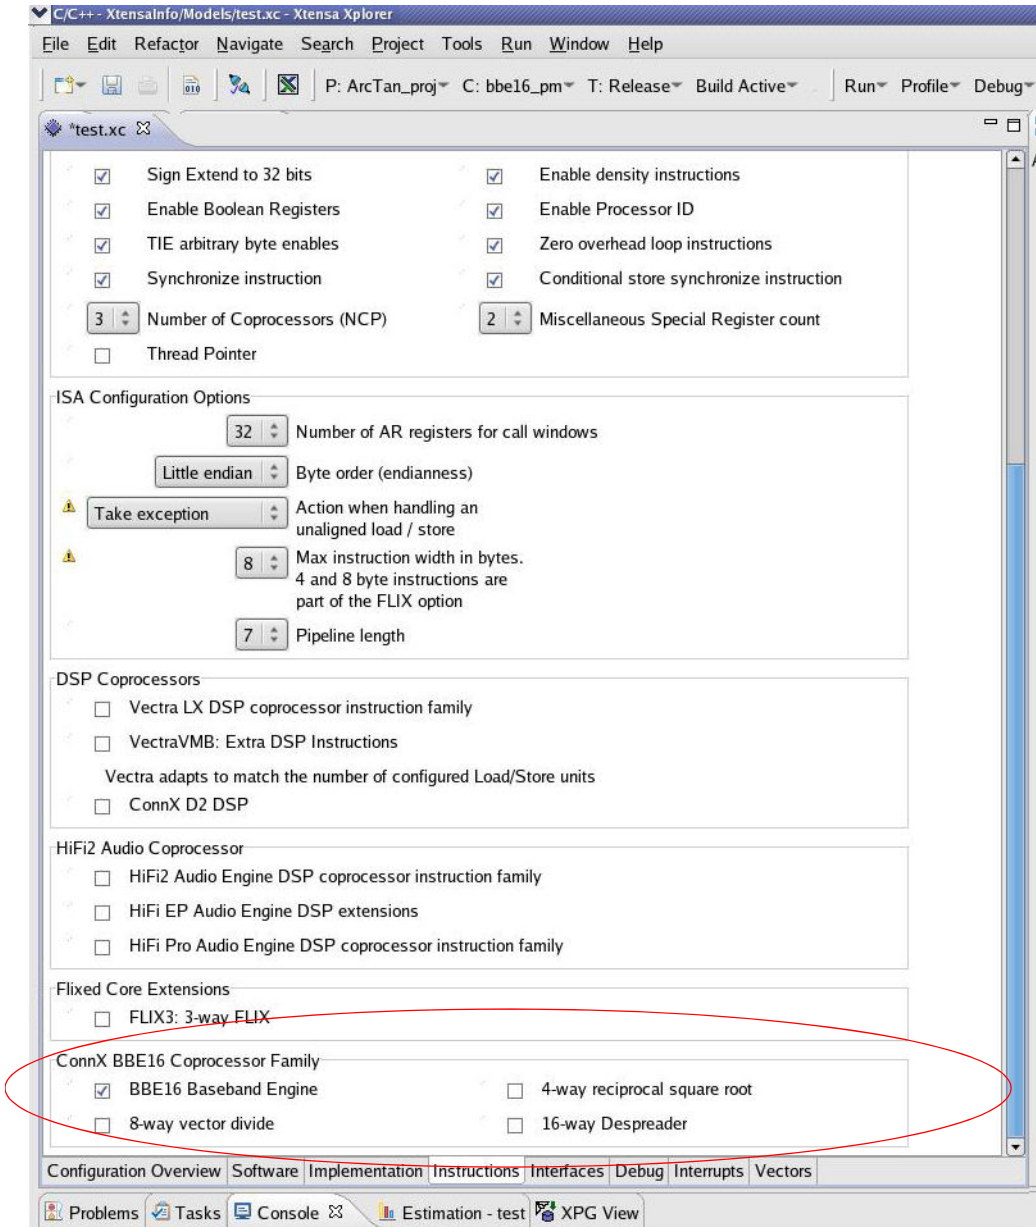 C/C++ - XtensaInfo/Models/test.xc - Xtensa Xplorer
File Edit Refactor Navigate Search Project Tools Run Window Help
P: ArcTan_proj C: bbe16_pm T: Release Build Active Run Profile Debug
*test.xc
Sign Extend to 32 bits Enable density instructions
Enable Boolean Registers Enable Processor ID
TIE arbitrary byte enables Zero overhead loop instructions
Synchronize instruction Conditional store synchronize instruction
3 Number of Coprocessors (NCP) 2 Miscellaneous Special Register count
Thread Pointer
ISA Configuration Options
32 Number of AR registers for call windows
Little endian Byte order (endianness)
Take exception Action when handling an
unaligned load / store
8 Max instruction width in bytes.
4 and 8 byte instructions are
part of the FLIX option
7 Pipeline length
DSP Coprocessors
Vectra LX DSP coprocessor instruction family
VectraVMB: Extra DSP Instructions
Vectra adapts to match the number of configured Load/Store units
ConnX D2 DSP
HiFi2 Audio Coprocessor
HiFi2 Audio Engine DSP coprocessor instruction family
HiFi EP Audio Engine DSP extensions
HiFi Pro Audio Engine DSP coprocessor instruction family
Flixed Core Extensions
FLIX3: 3-way FLIX
ConnX BBE16 Coprocessor Family
BBE16 Baseband Engine 4-way reciprocal square root
8-way vector divide 16-way Despreader
Configuration Overview Software Implementation Instructions Interfaces Debug Interrupts Vectors
Problems Tasks Console Estimation - test XPG View